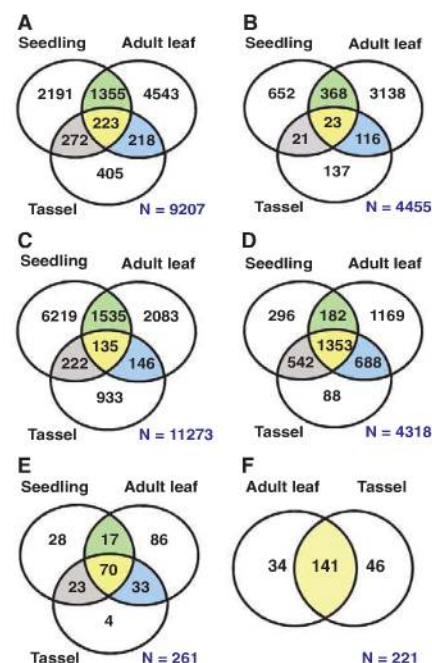 A
B
Seedling Adult leaf
Seedling Adult leaf
2191 1355 4543
652 368 3138
223
23
272 218
21 116
405
137
Tassel N = 9207
Tassel N = 4455
C
D
Seedling Adult leaf
Seedling Adult leaf
6219 1535 2083
296 182 1169
135
1353
222 146
542 688
933
88
Tassel N = 11273
Tassel N = 4318
E
F
Seedling Adult leaf
Adult leaf Tassel
28 17 86
34 141 46
70
23 33
4
Tassel N = 261
N = 221